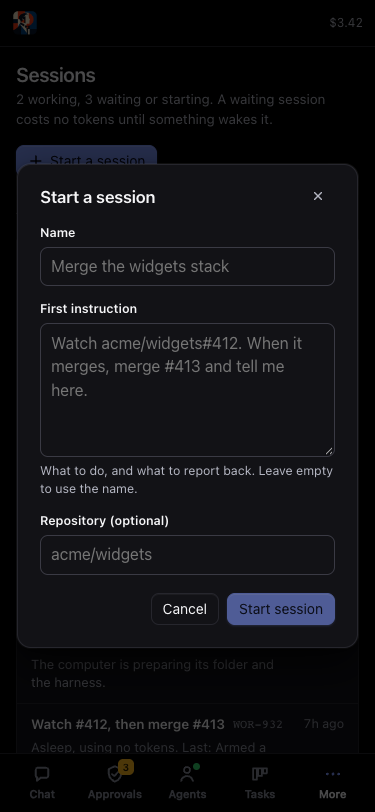 $3.42
Sessions
2 working, 3 waiting or starting. A waiting session
costs no tokens until something wakes it.
+ Start a session
Start a session
×
Name
Merge the widgets stack
First instruction
Watch acme/widgets#412. When it
merges, merge #413 and tell me
here.
What to do, and what to report back. Leave empty
to use the name.
Repository (optional)
acme/widgets
Cancel
Start session
The computer is preparing its folder and
the harness.
Watch #412, then merge #413 WOR-932 7h ago
Asleep, using no tokens. Last: Armed a
3
Chat
Approvals
Agents
Tasks
More